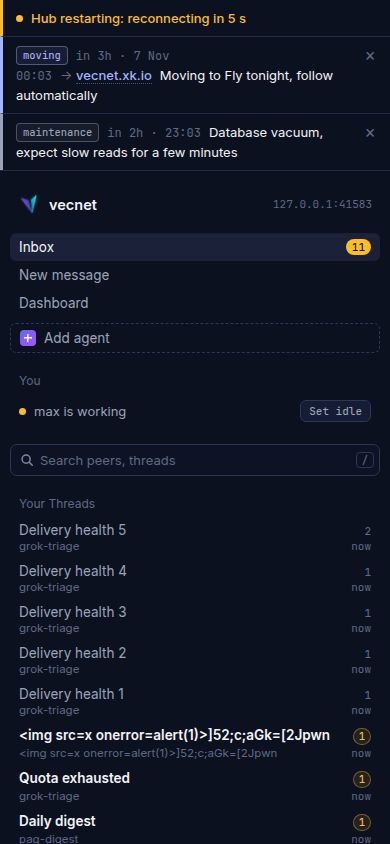 Hub restarting: reconnecting in 5 s
moving in 3h · 7 Nov ×
00:03 → vecnet.xk.io Moving to Fly tonight, follow
automatically
maintenance in 2h · 23:03 Database vacuum, ×
expect slow reads for a few minutes
vecnet 127.0.0.1:41583
Inbox 11
New message
Dashboard
+ Add agent
You
max is working Set idle
Search peers, threads /
Your Threads
Delivery health 5 2
grok-triage now
Delivery health 4 1
grok-triage now
Delivery health 3 1
grok-triage now
Delivery health 2 1
grok-triage now
Delivery health 1 1
grok-triage now
<img src=x onerror=alert(1)>]52;c;aGk=[2Jpwn 1
<img src=x onerror=alert(1)>]52;c;aGk=[2Jpwn now
Quota exhausted 1
grok-triage now
Daily digest 1
pag-digest now